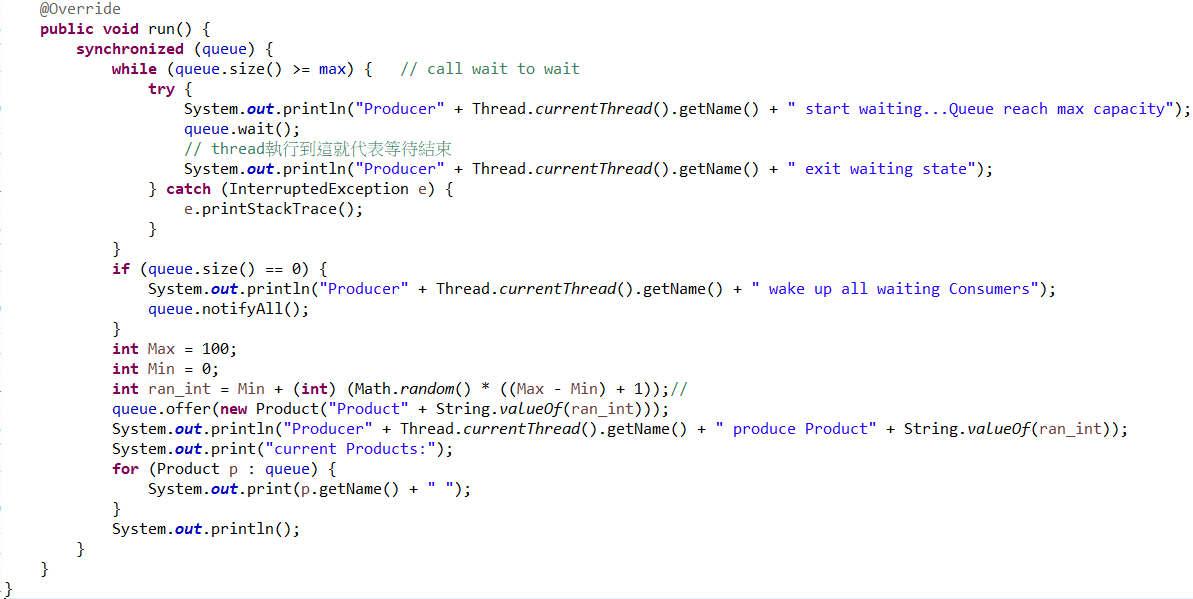 @Override
public void run() {
synchronized (queue) {
while (queue.size() >= max) {   // call wait to wait
try {
System.out.println("Producer" + Thread.currentThread().getName() + " start waiting...Queue reach max capacity");
queue.wait();
// thread執行到這就代表等待結束
System.out.println("Producer" + Thread.currentThread().getName() + " exit waiting state");
} catch (InterruptedException e) {
e.printStackTrace();
}
}
if (queue.size() == 0) {
System.out.println("Producer" + Thread.currentThread().getName() + " wake up all waiting Consumers");
queue.notifyAll();
}
int Max = 100;
int Min = 0;
int ran_int = Min + (int) (Math.random() * ((Max - Min) + 1));//
queue.offer(new Product("Product" + String.valueOf(ran_int)));
System.out.println("Producer" + Thread.currentThread().getName() + " produce Product" + String.valueOf(ran_int));
System.out.print("current Products:");
for (Product p : queue) {
System.out.print(p.getName() + " ");
}
System.out.println();
}
}
}